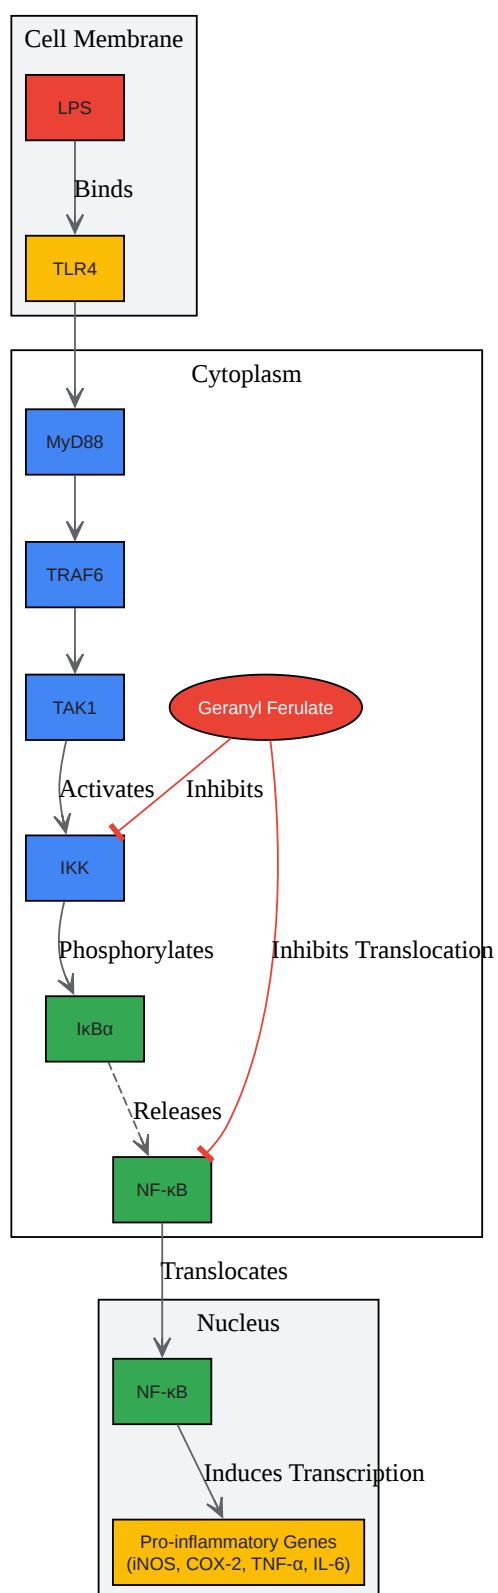 Cell Membrane
LPS
Binds
TLR4
Cytoplasm
MyD88
TRAF6
TAK1
Geranyl Ferulate
Activates
Inhibits
IKK
Phosphorylates
Inhibits Translocation
IκBα
Releases
NF-κB
Translocates
Nucleus
NF-κB
Induces Transcription
Pro-inflammatory Genes
(iNOS, COX-2, TNF-α, IL-6)